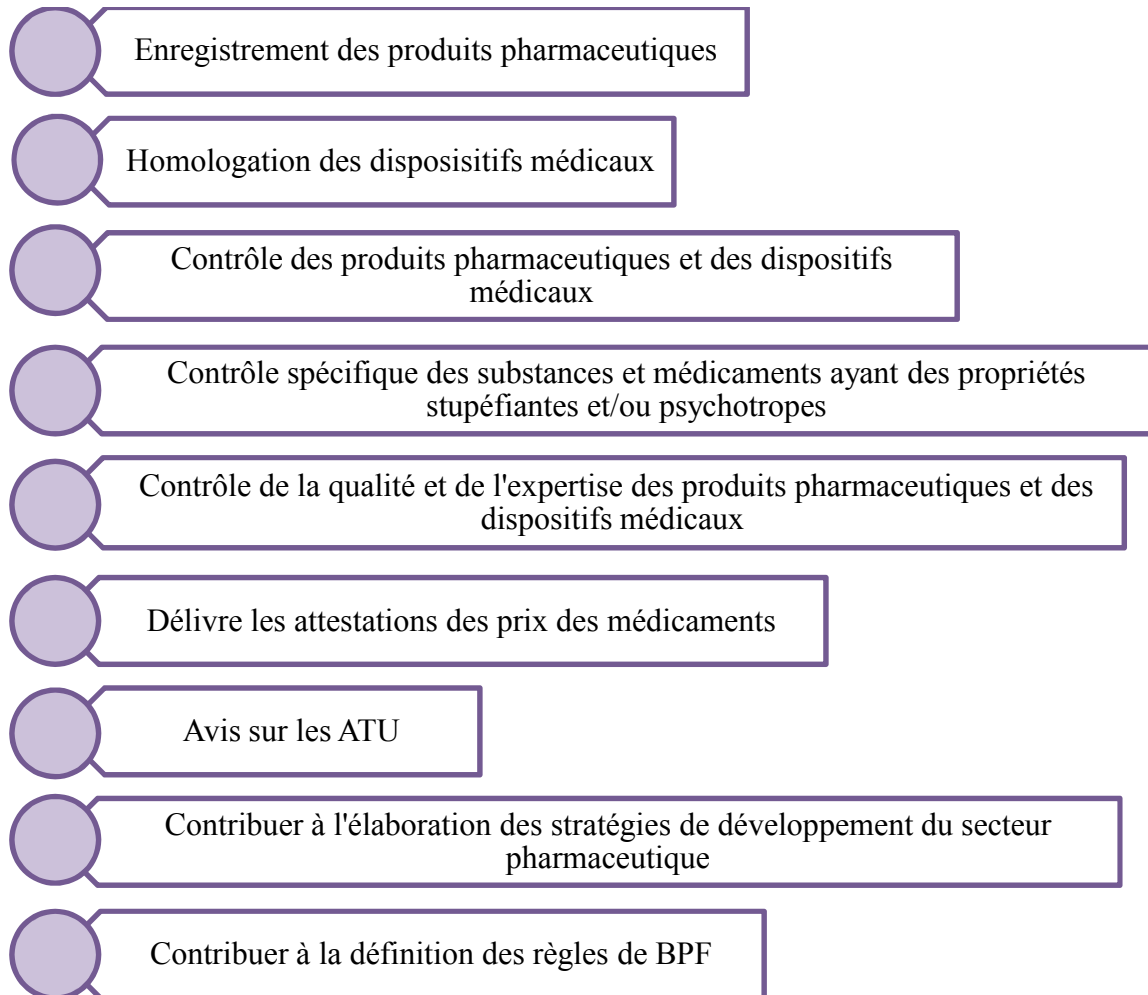 Enregistrement des produits pharmaceutiques
Homologation des disposisitifs médicaux
Contrôle des produits pharmaceutiques et des dispositifs
médicaux
Contrôle spécifique des substances et médicaments ayant des propriétés
stupéfiantes et/ou psychotropes
Contrôle de la qualité et de l'expertise des produits pharmaceutiques et des
dispositifs médicaux
Délivre les attestations des prix des médicaments
Avis sur les ATU
Contribuer à l'élaboration des stratégies de développement du secteur
pharmaceutique
Contribuer à la définition des règles de BPF